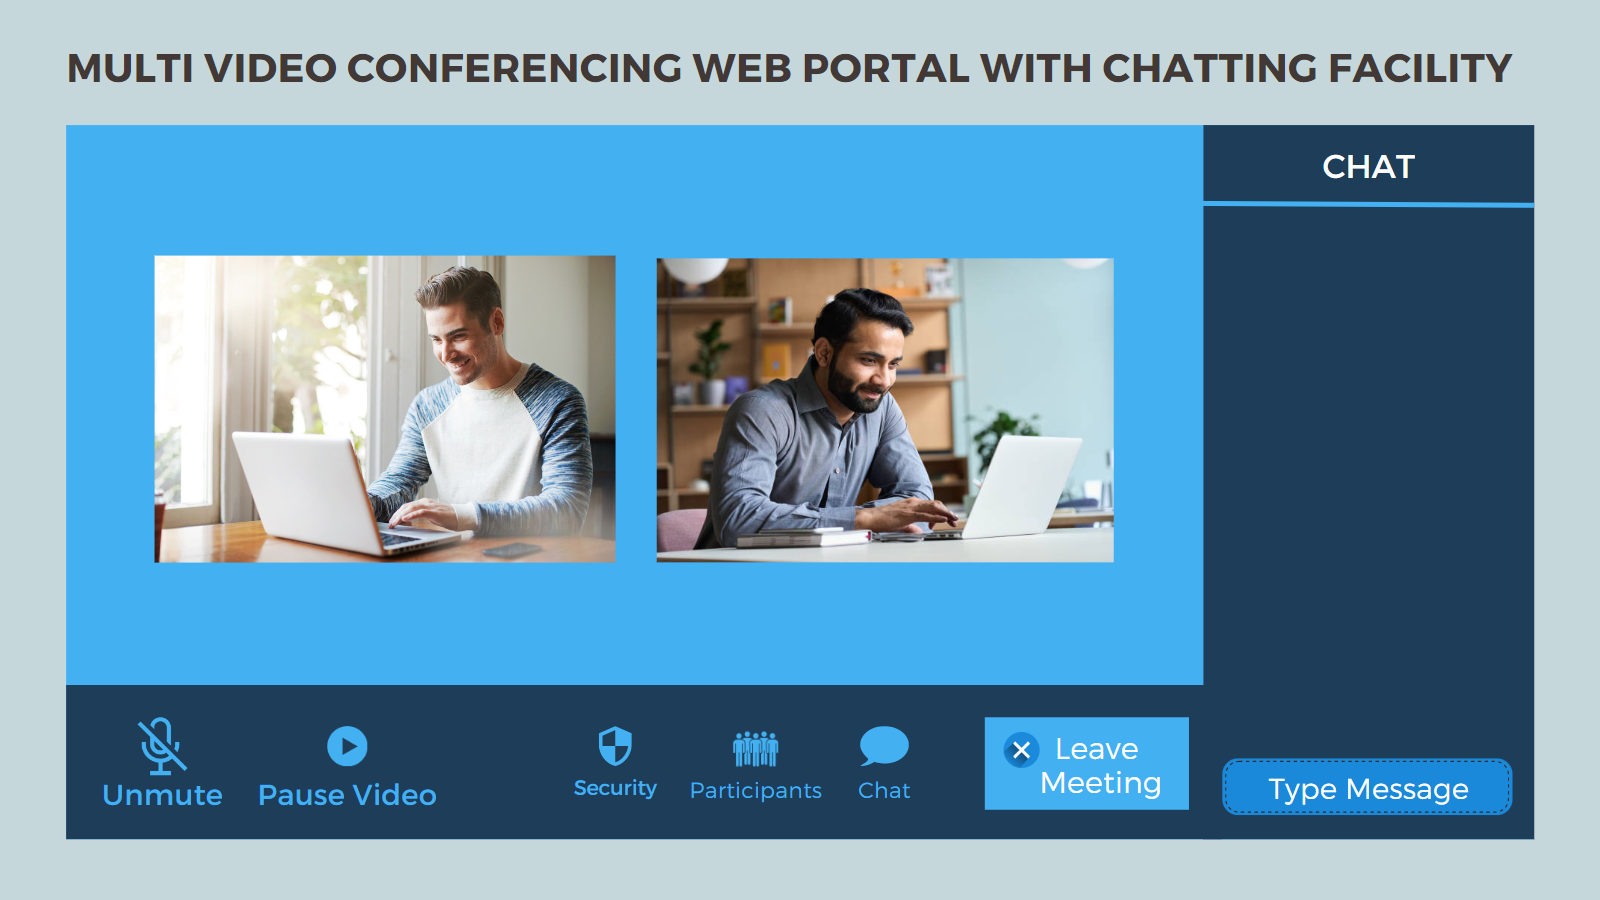 MULTI VIDEO CONFERENCING WEB PORTAL WITH CHATTING FACILITY
CHAT
Unmute
Pause Video
Security
Participants
Chat
Leave
Meeting
Type Message